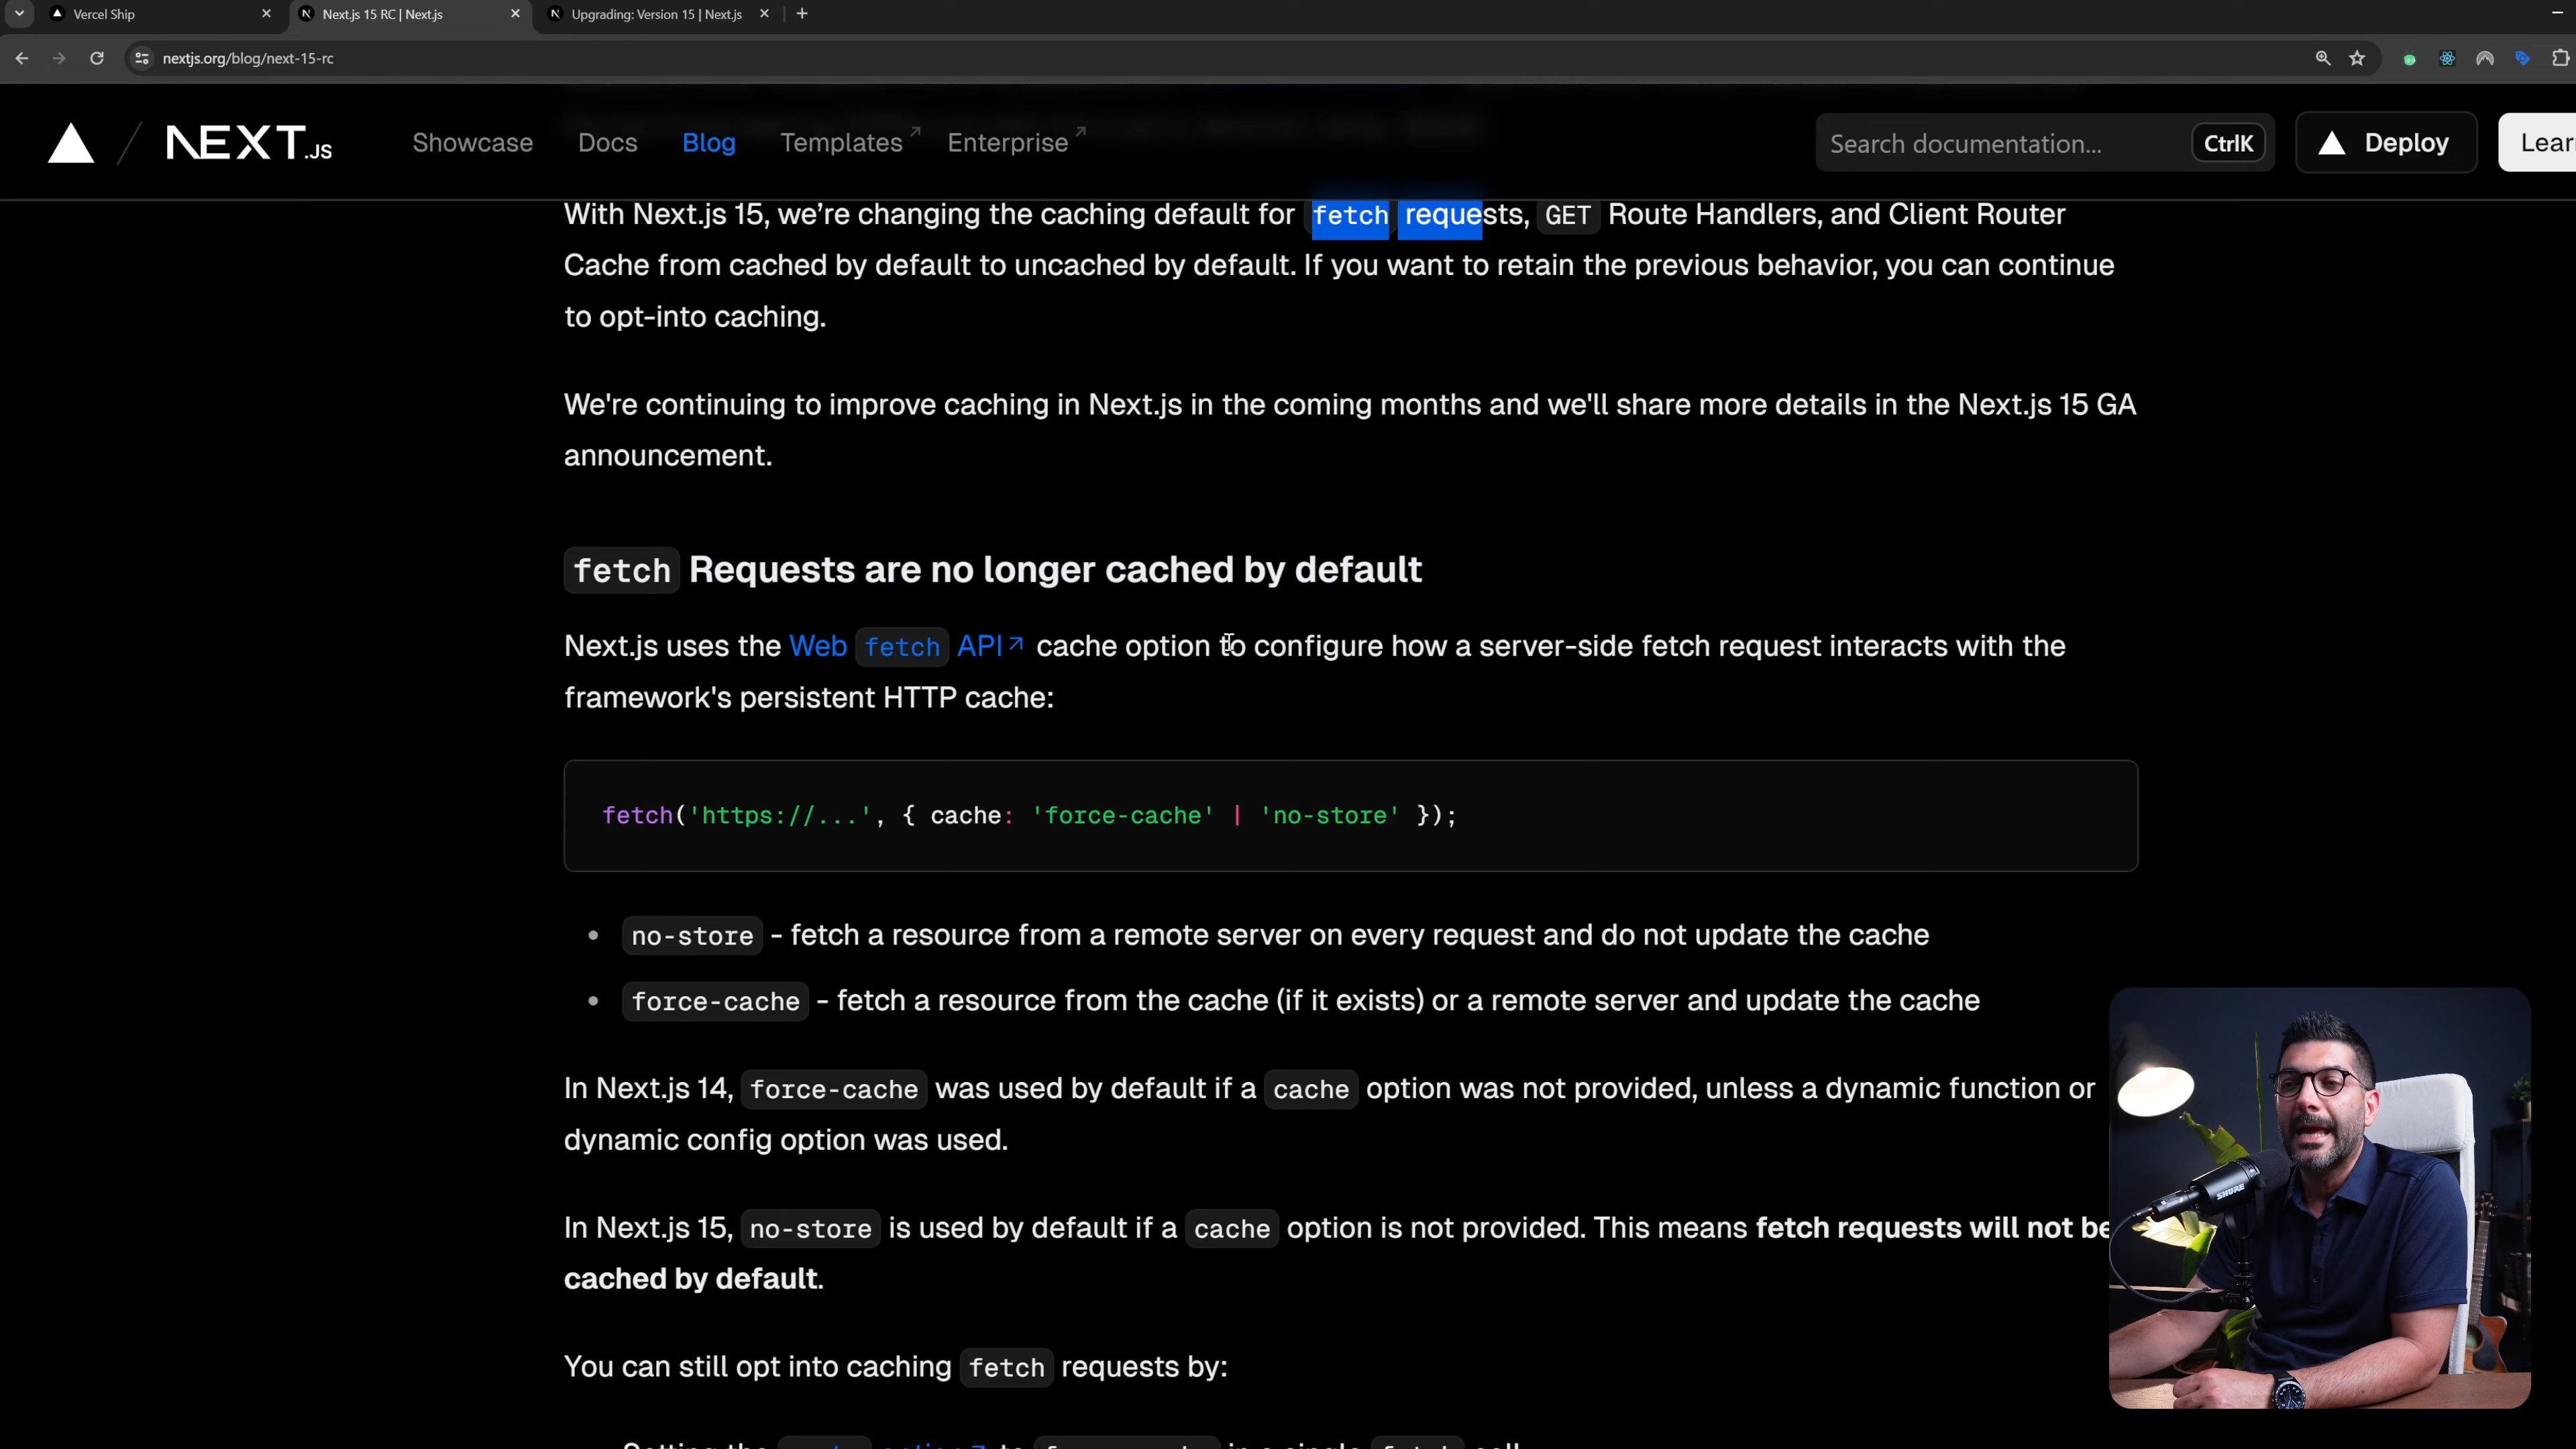 Vercel Ship
Next.js 15 RC | Next.js
Upgrading: Version 15 | Next.js
nextjs.org/blog/next-15-rc
NEXT.JS
Showcase
Docs
Blog
Templates
Enterprise
Search documentation...
CtrlK
Deploy
Lear
With Next.js 15, we’re changing the caching default for fetch requests, GET Route Handlers, and Client Router
Cache from cached by default to uncached by default. If you want to retain the previous behavior, you can continue
to opt-into caching.
We're continuing to improve caching in Next.js in the coming months and we'll share more details in the Next.js 15 GA
announcement.
fetch Requests are no longer cached by default
Next.js uses the Web fetch API cache option to configure how a server-side fetch request interacts with the
framework's persistent HTTP cache:
fetch('https://...', { cache: 'force-cache' | 'no-store' });
no-store - fetch a resource from a remote server on every request and do not update the cache
force-cache - fetch a resource from the cache (if it exists) or a remote server and update the cache
In Next.js 14, force-cache was used by default if a cache option was not provided, unless a dynamic function or
dynamic config option was used.
In Next.js 15, no-store is used by default if a cache option is not provided. This means fetch requests will not be
cached by default.
You can still opt into caching fetch requests by:
SHURE